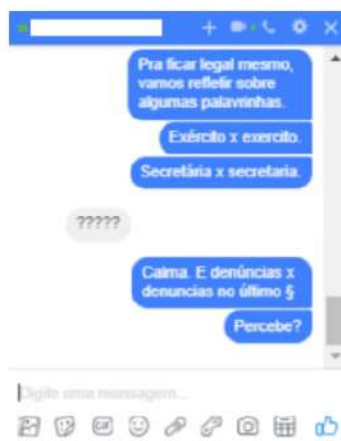 Pra ficar legal mesmo,
vamos refletir sobre
algumas palavrinhas.
Exército x exercito.
Secretária x secretaria.
?????
Calma. E denúncias x
denuncias no último §
Percebe?
Digite uma mensagem...
GIF